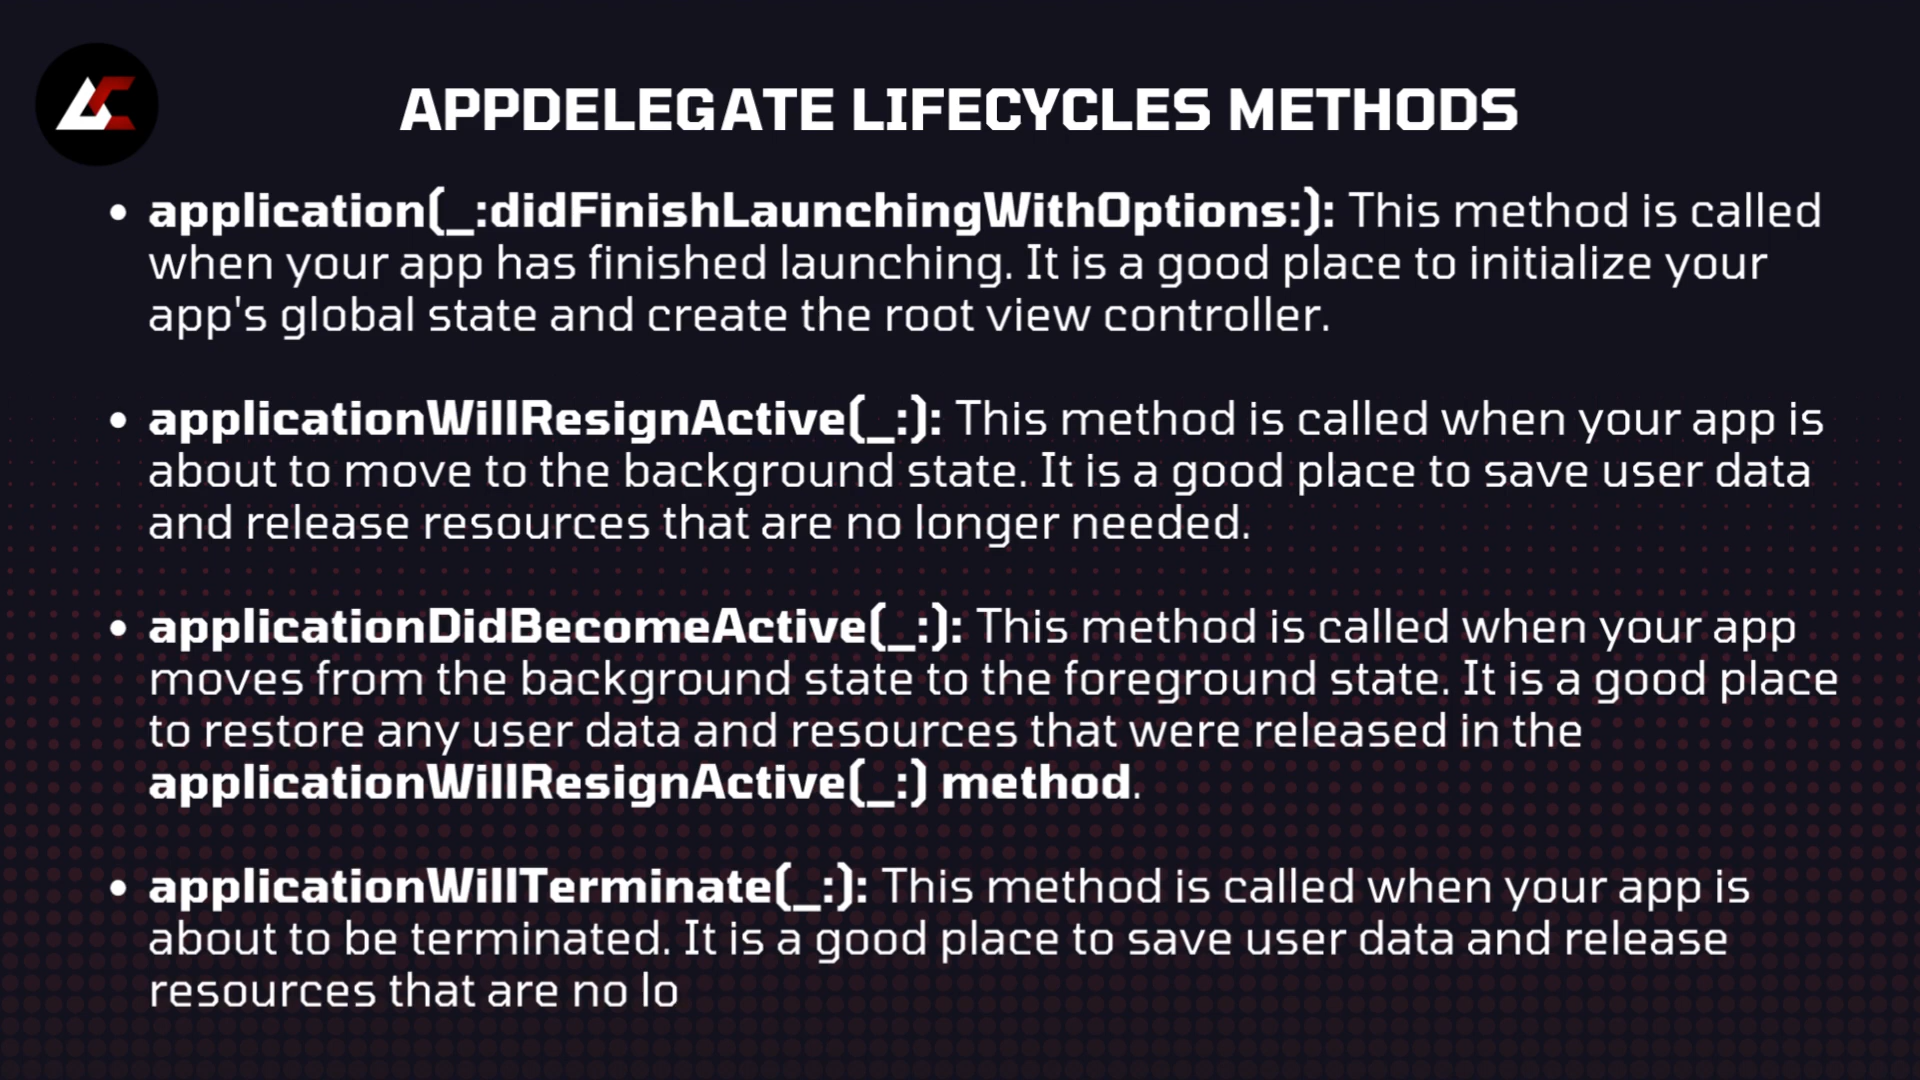 APPDELEGATE LIFECYCLES METHODS
• application(_:didFinishLaunchingWithOptions:): This method is called
when your app has finished launching. It is a good place to initialize your
app's global state and create the root view controller.
• applicationWillResignActive(_:): This method is called when your app is
about to move to the background state. It is a good place to save user data
and release resources that are no longer needed.
• applicationDidBecomeActive(_:): This method is called when your app
moves from the background state to the foreground state. It is a good place
to restore any user data and resources that were released in the
applicationWillResignActive(_:) method.
• applicationWillTerminate(_:): This method is called when your app is
about to be terminated. It is a good place to save user data and release
resources that are no lo